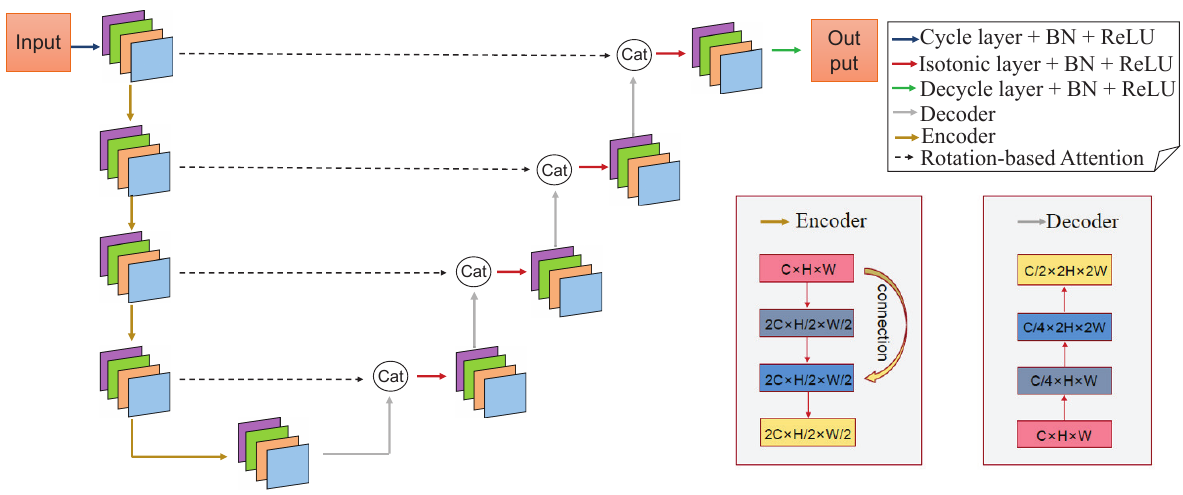 Input
Cat
Out
put
Cycle layer + BN + ReLU
Isotonic layer + BN + ReLU
Decycle layer + BN + ReLU
Decoder
Encoder
Rotation-based Attention
Cat
Cat
Cat
Encoder
C×H×W
2C×H/2×W/2
2C×H/2×W/2
2C×H/2×W/2
connection
Decoder
C/2×2H×2W
C/4×2H×2W
C/4×H×W
C×H×W